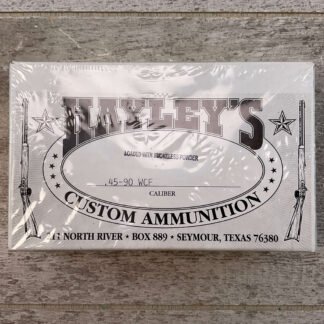 HAYLEY'S
LOADED WITH SMOKELESS POWDER
.45-90 WCF
CALIBER
CUSTOM AMMUNITION
NORTH RIVER ★ BOX 889 ★ SEYMOUR, TEXAS 76380